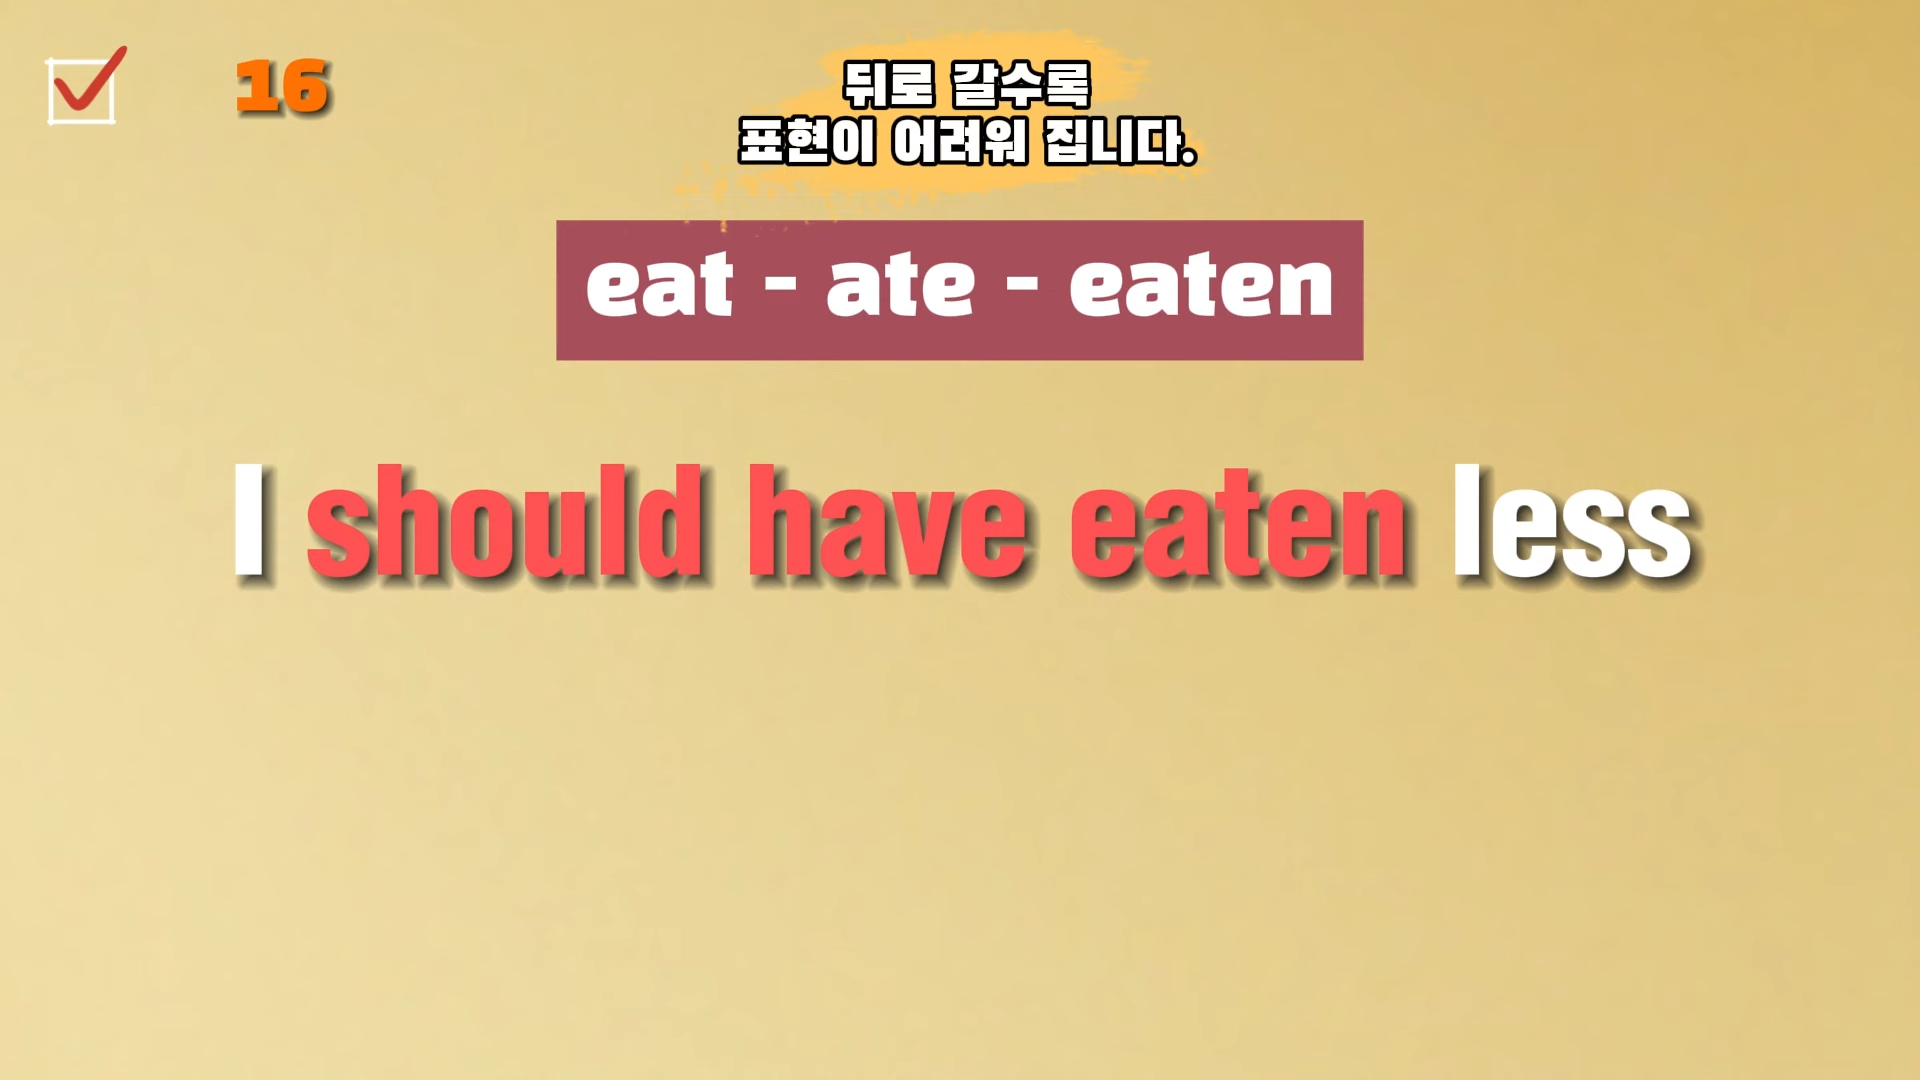 16
뒤로 갈수록
표현이 어려워 집니다.
eat - ate - eaten
I should have eaten less